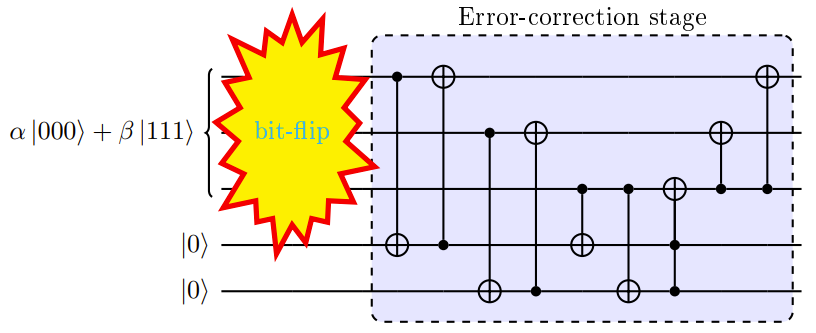 Error-correction stage
α|000⟩ + β|111⟩
bit-flip
|0⟩
|0⟩